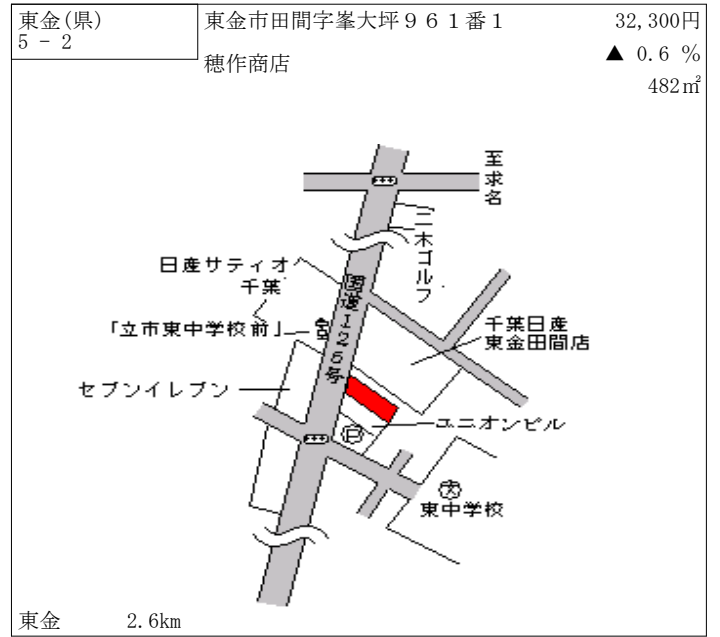 東金(県)
5 - 2
東金市田間字峯大坪961番1
穂作商店
32,300円
▲ 0.6 %
482㎡
至求名
二木ゴルフ
日産サティオ
千葉
国道126号
「立市東中学校前」
千葉日産
東金田間店
セブンイレブン
ユニオンビル
P
文
東中学校
東金 2.6km